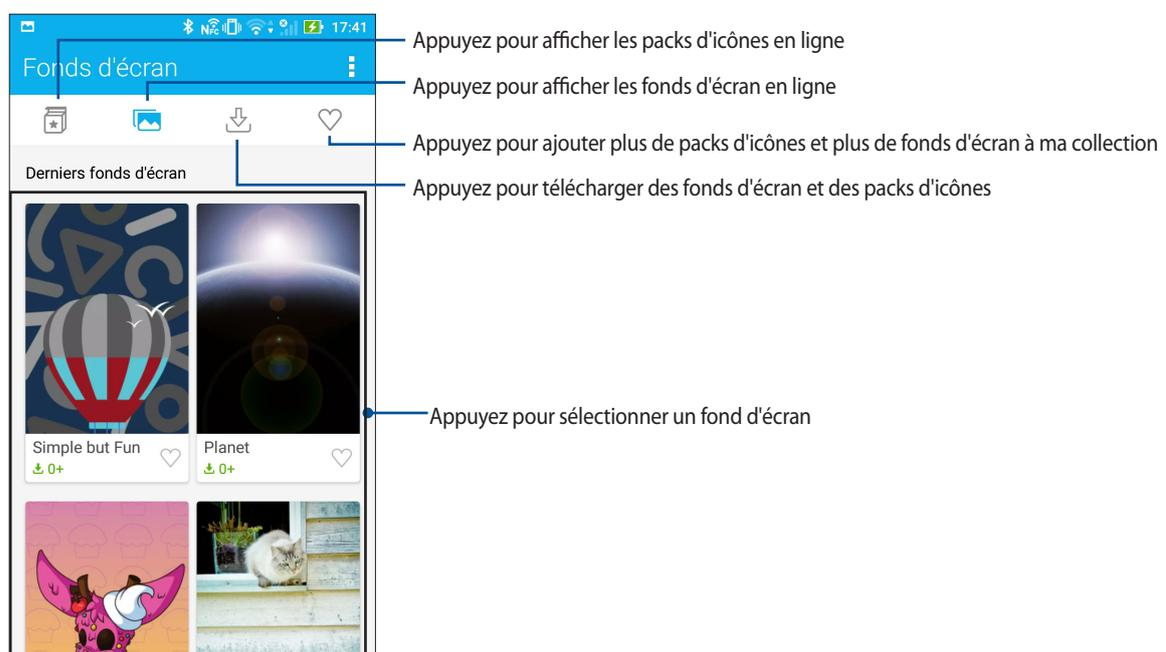 NFC 17:41
Appuyez pour afficher les packs d'icônes en ligne
Fonds d'écran
Appuyez pour afficher les fonds d'écran en ligne
Appuyez pour ajouter plus de packs d'icônes et plus de fonds d'écran à ma collection
Derniers fonds d'écran
Appuyez pour télécharger des fonds d'écran et des packs d'icônes
Appuyez pour sélectionner un fond d'écran
Simple but Fun
0+
Planet
0+